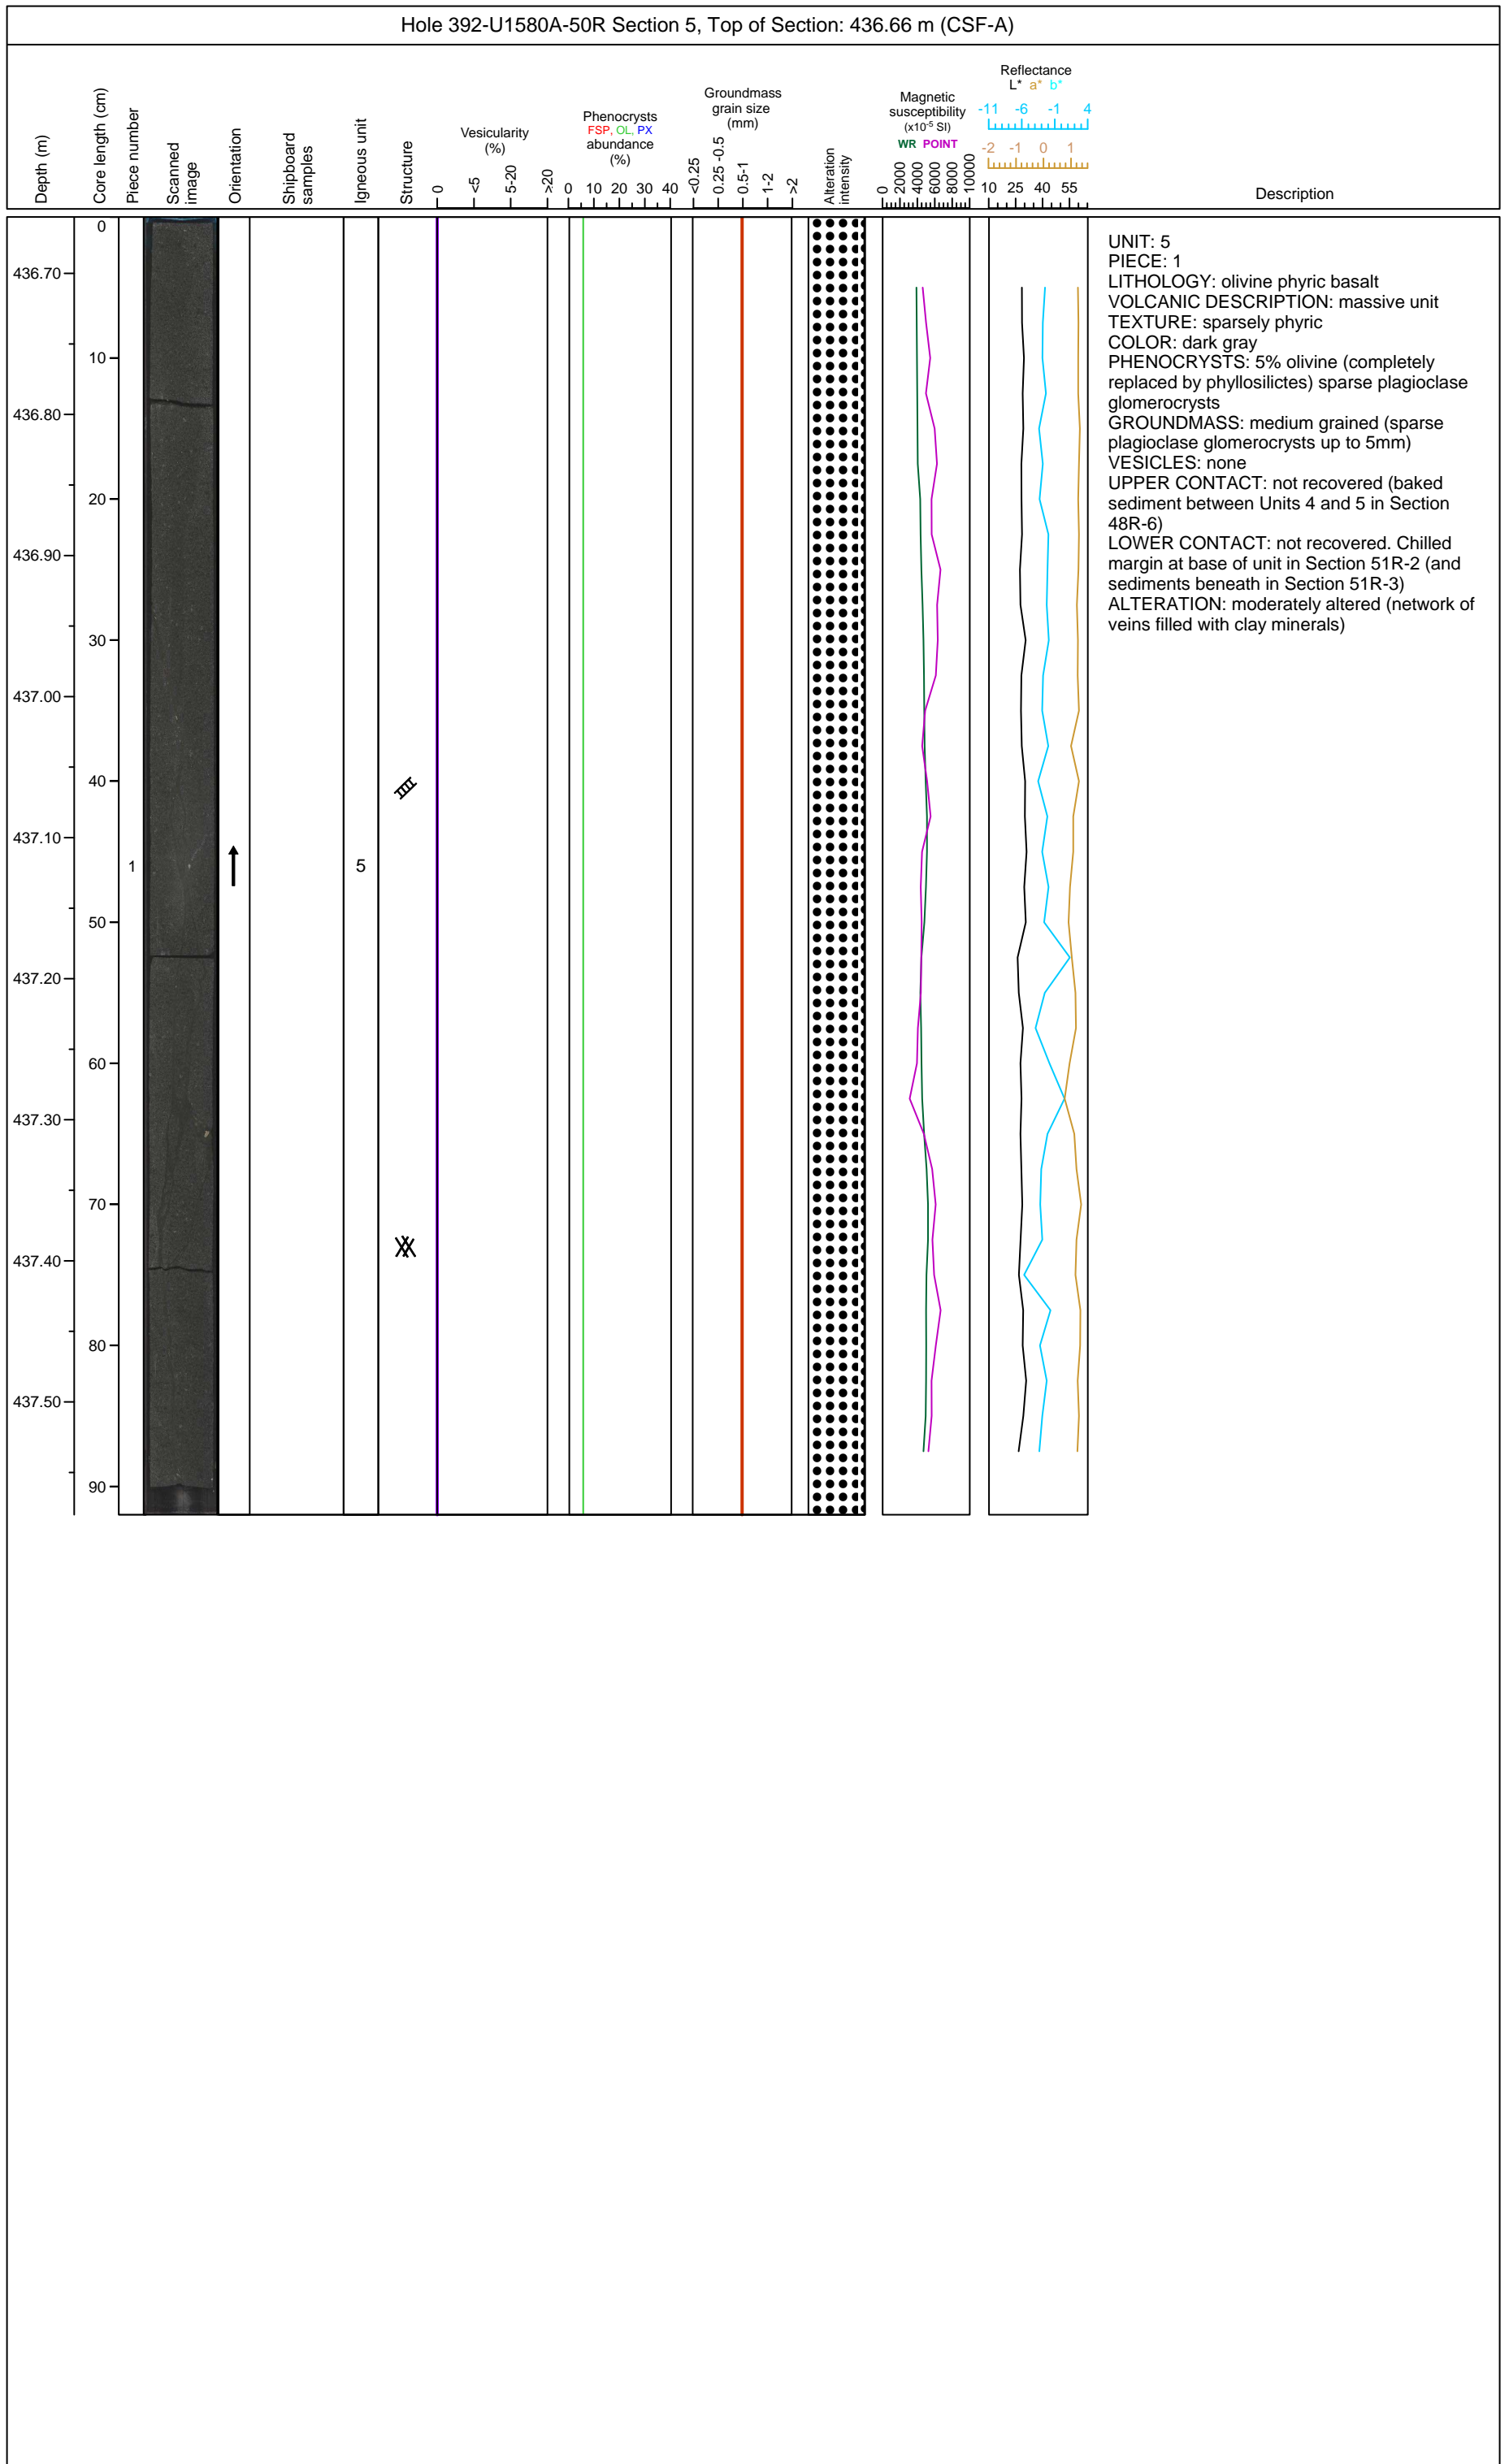 Hole 392-U1580A-50R Section 5, Top of Section: 436.66 m (CSF-A)
Depth (m)
Core length (cm)
Piece number
Scanned
image
Orientation
Shipboard
samples
Igneous unit
Structure
Vesicularity
(%)
0
<5
5-20
>20
Phenocrysts
FSP, OL, PX
abundance
(%)
0 10 20 30 40
Groundmass
grain size
(mm)
<0.25
0.25 -0.5
0.5-1
1-2
>2
Alteration
intensity
Magnetic
susceptibility
(x10⁻⁵ SI)
WR POINT
0
2000
4000
6000
8000
10000
Reflectance
L* a* b*
-11 -6 -1 4
-2 -1 0 1
10 25 40 55
Description
436.70
436.80
436.90
437.00
437.10
437.20
437.30
437.40
437.50
0
10
20
30
40
50
60
70
80
90
1
5
UNIT: 5
PIECE: 1
LITHOLOGY: olivine phyric basalt
VOLCANIC DESCRIPTION: massive unit
TEXTURE: sparsely phyric
COLOR: dark gray
PHENOCRYSTS: 5% olivine (completely
replaced by phyllosilictes) sparse plagioclase
glomerocrysts
GROUNDMASS: medium grained (sparse
plagioclase glomerocrysts up to 5mm)
VESICLES: none
UPPER CONTACT: not recovered (baked
sediment between Units 4 and 5 in Section
48R-6)
LOWER CONTACT: not recovered. Chilled
margin at base of unit in Section 51R-2 (and
sediments beneath in Section 51R-3)
ALTERATION: moderately altered (network of
veins filled with clay minerals)